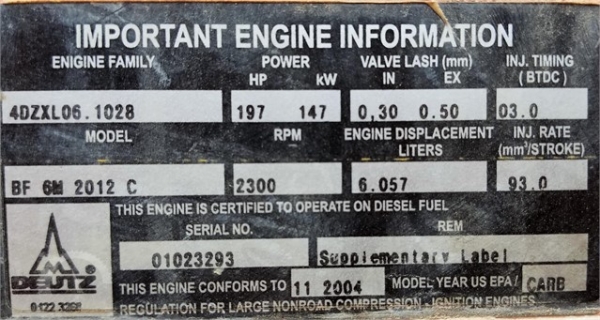 IMPORTANT ENGINE INFORMATION
ENIGINE FAMILY POWER VALVE LASH (mm) INJ. TIMING
HP kW IN EX (BTDC)
4DZXL06.1028 197 147 0,30 0.50 03.0
MODEL RPM ENGINE DISPLACEMENT INJ. RATE
LITERS (mm³/STROKE)
BF 6M 2012 C 2300 6.057 93.0
THIS ENGINE IS CERTIFIED TO OPERATE ON DIESEL FUEL
SERIAL NO. REM
01023293 Supplementary Label
DEUTZ THIS ENGINE CONFORMS TO 11 2004 MODEL YEAR US EPA / CARB
REGULATION FOR LARGE NONROAD COMPRESSION - IGNITION ENGINES